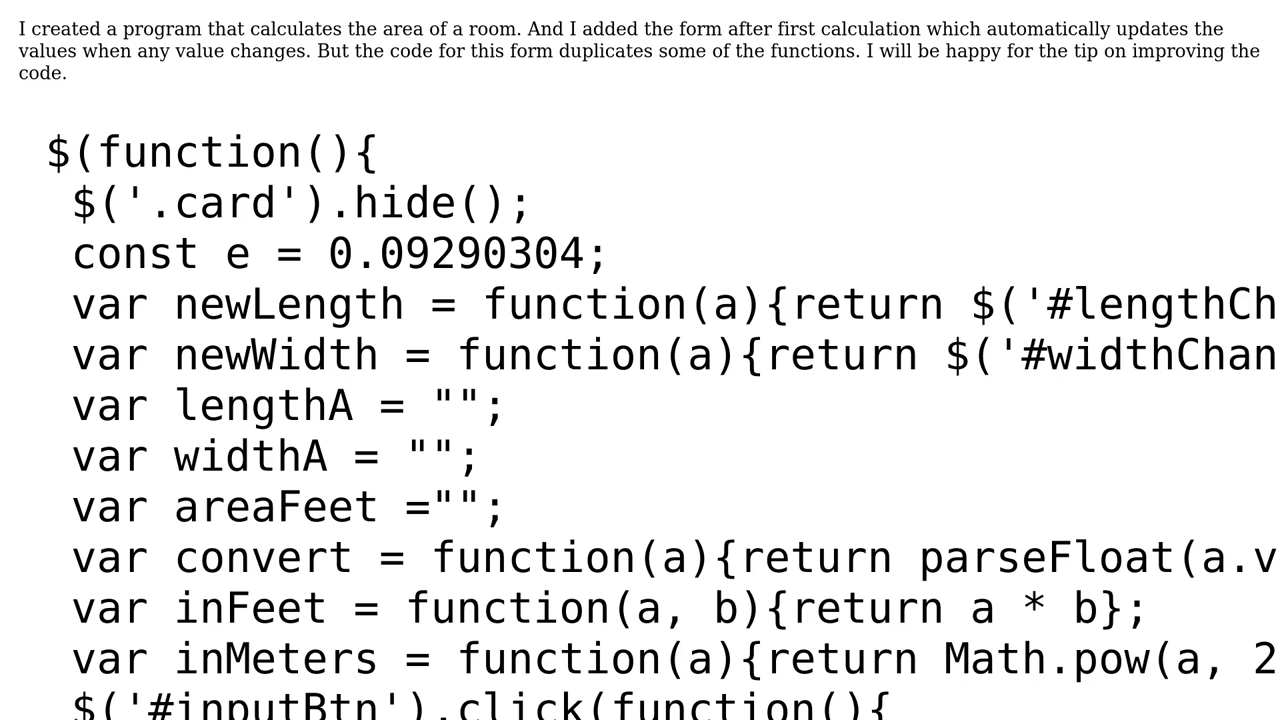 I created a program that calculates the area of a room. And I added the form after first calculation which automatically updates the
values when any value changes. But the code for this form duplicates some of the functions. I will be happy for the tip on improving the
code.
$(function(){
$('.card').hide();
const e = 0.09290304;
var newLength = function(a){return $('#lengthCh
var newWidth = function(a){return $('#widthChan
var lengthA = "";
var widthA = "";
var areaFeet ="";
var convert = function(a){return parseFloat(a.v
var inFeet = function(a, b){return a * b};
var inMeters = function(a){return Math.pow(a, 2
$('#inputBtn').click(function(){